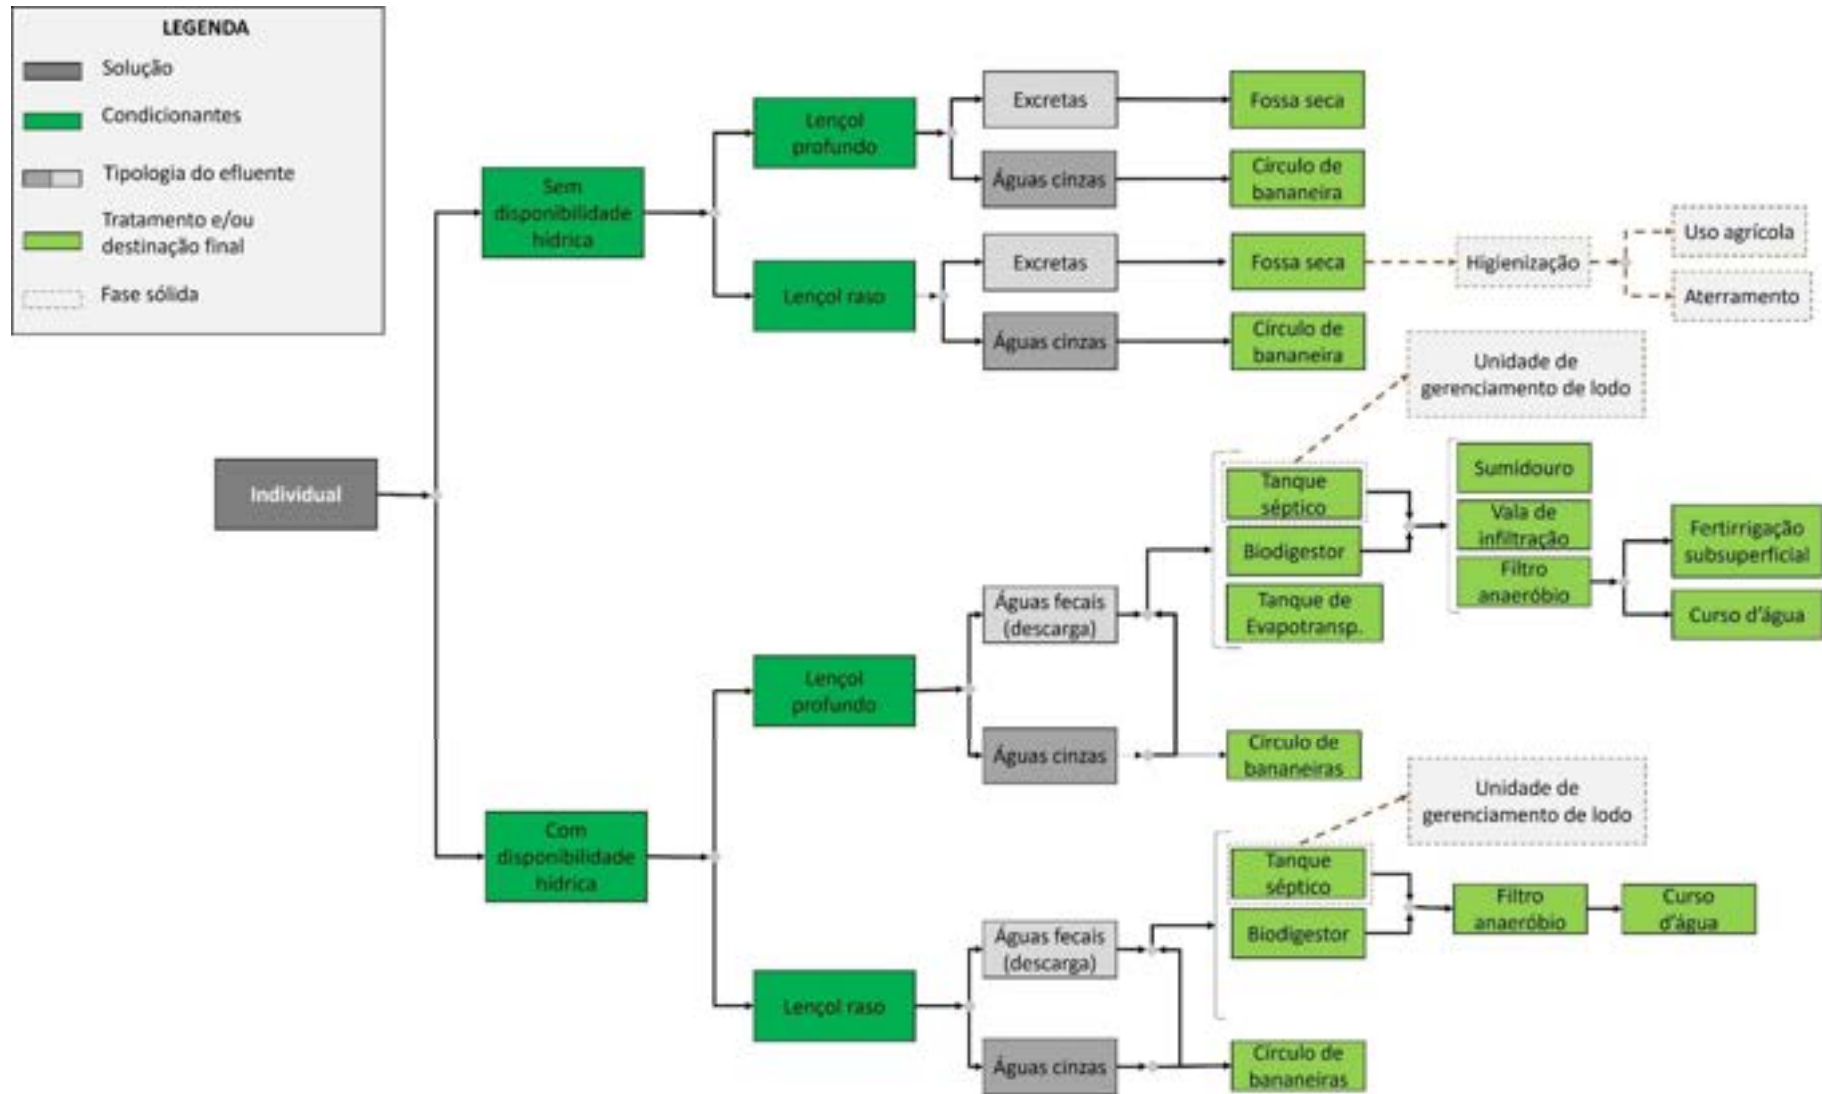 LEGENDA
Solução
Condicionantes
Tipologia do efluente
Tratamento e/ou
destinação final
Fase sólida
Individual
Sem
disponibilidade
hídrica
Lençol
profundo
Excretas
Fossa seca
Águas cinzas
Círculo de
bananeira
Lençol raso
Excretas
Fossa seca
Higienização
Uso agrícola
Aterramento
Águas cinzas
Círculo de
bananeira
Com
disponibilidade
hídrica
Lençol
profundo
Águas fecais
(descarga)
Unidade de
gerenciamento de lodo
Tanque
séptico
Biodigestor
Tanque de
Evapotransp.
Sumidouro
Vala de
infiltração
Filtro
anaeróbio
Fertirrigação
subsuperficial
Curso d'água
Águas cinzas
Círculo de
bananeiras
Lençol raso
Águas fecais
(descarga)
Unidade de
gerenciamento de lodo
Tanque
séptico
Biodigestor
Filtro
anaeróbio
Curso
d'água
Águas cinzas
Círculo de
bananeiras